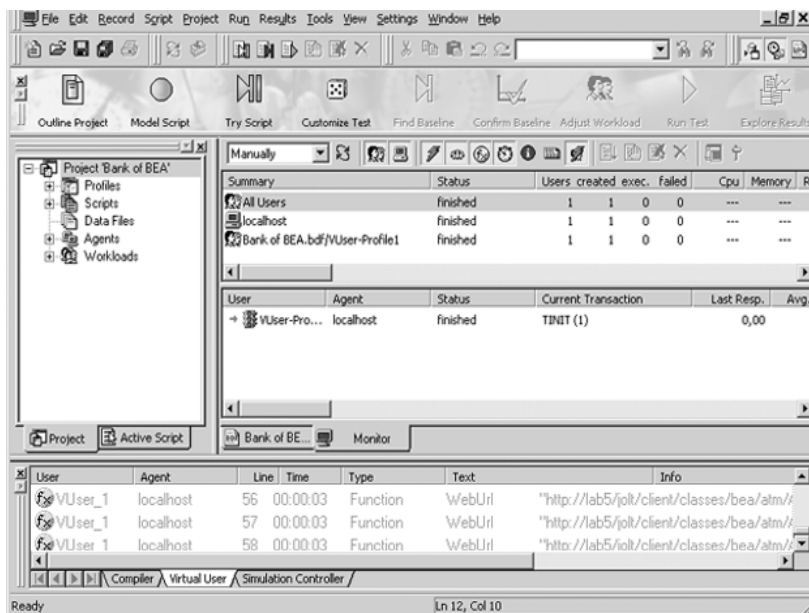 File Edit Record Script Project Run Results Tools View Settings Window Help
Outline Project Model Script Try Script Customize Test Find Baseline Confirm Baseline Adjust Workload Run Test Explore Results
Project 'Bank of BEA'
Profiles
Scripts
Data Files
Agents
Workloads
Project Active Script
Manually
Summary Status Users created exec. failed Cpu Memory R
All Users finished 1 1 0 0 --- ---
localhost finished 1 1 0 0 --- ---
Bank of BEA.bdf/VUser-Profile1 finished 1 1 0 0 --- ---
User Agent Status Current Transaction Last Resp. Avg.
VUser-Pro... localhost finished TINIT (1) 0,00
Bank of BE... Monitor
User Agent Line Time Type Text Info
VUser_1 localhost 56 00:00:03 Function WebUrl "http://lab5/jolt/client/classes/bea/atm/
VUser_1 localhost 57 00:00:03 Function WebUrl "http://lab5/jolt/client/classes/bea/atm/
VUser_1 localhost 58 00:00:03 Function WebUrl "http://lab5/jolt/client/classes/bea/atm/
Compiler Virtual User Simulation Controller
Ready Ln 12, Col 10